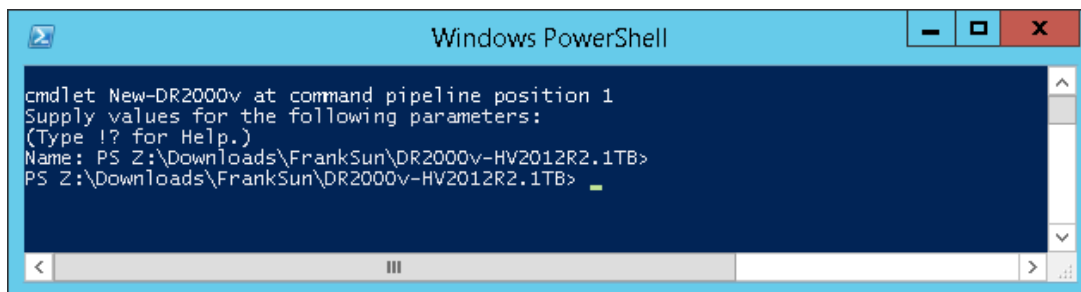 Windows PowerShell
cmdlet New-DR2000v at command pipeline position 1
Supply values for the following parameters:
(Type !? for Help.)
Name: PS Z:\Downloads\FrankSun\DR2000v-HV2012R2.1TB>
PS Z:\Downloads\FrankSun\DR2000v-HV2012R2.1TB>